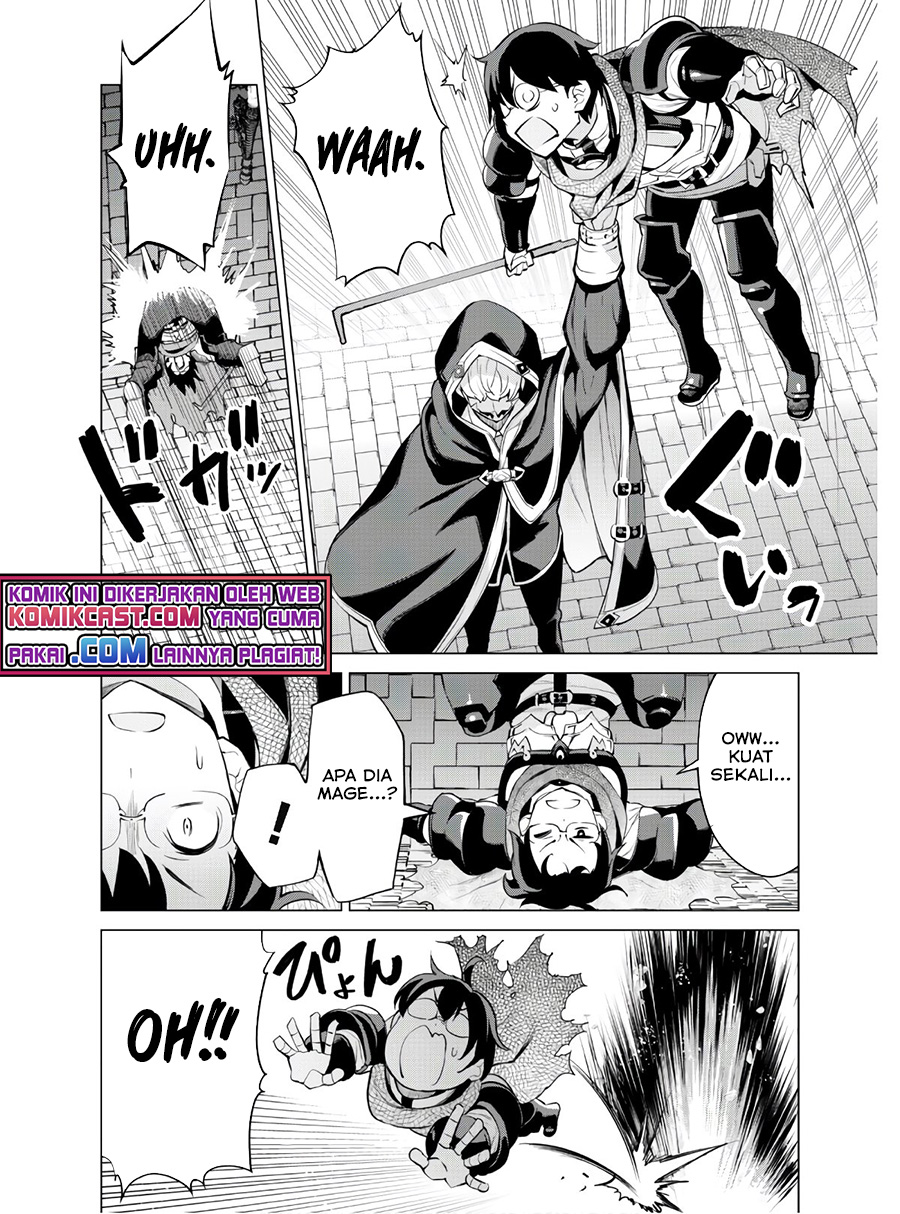 WAAH.
ぐいっ
UHH.
ドガッ
KOMIK INI DIKERJAKAN OLEH WEB
KOMIKCAST.COM YANG CUMA
PAKAI .COM LAINNYA PLAGIAT!
OWW...
KUAT
SEKALI...
APA DIA
MAGE...?
!
ぴょん
OH!!